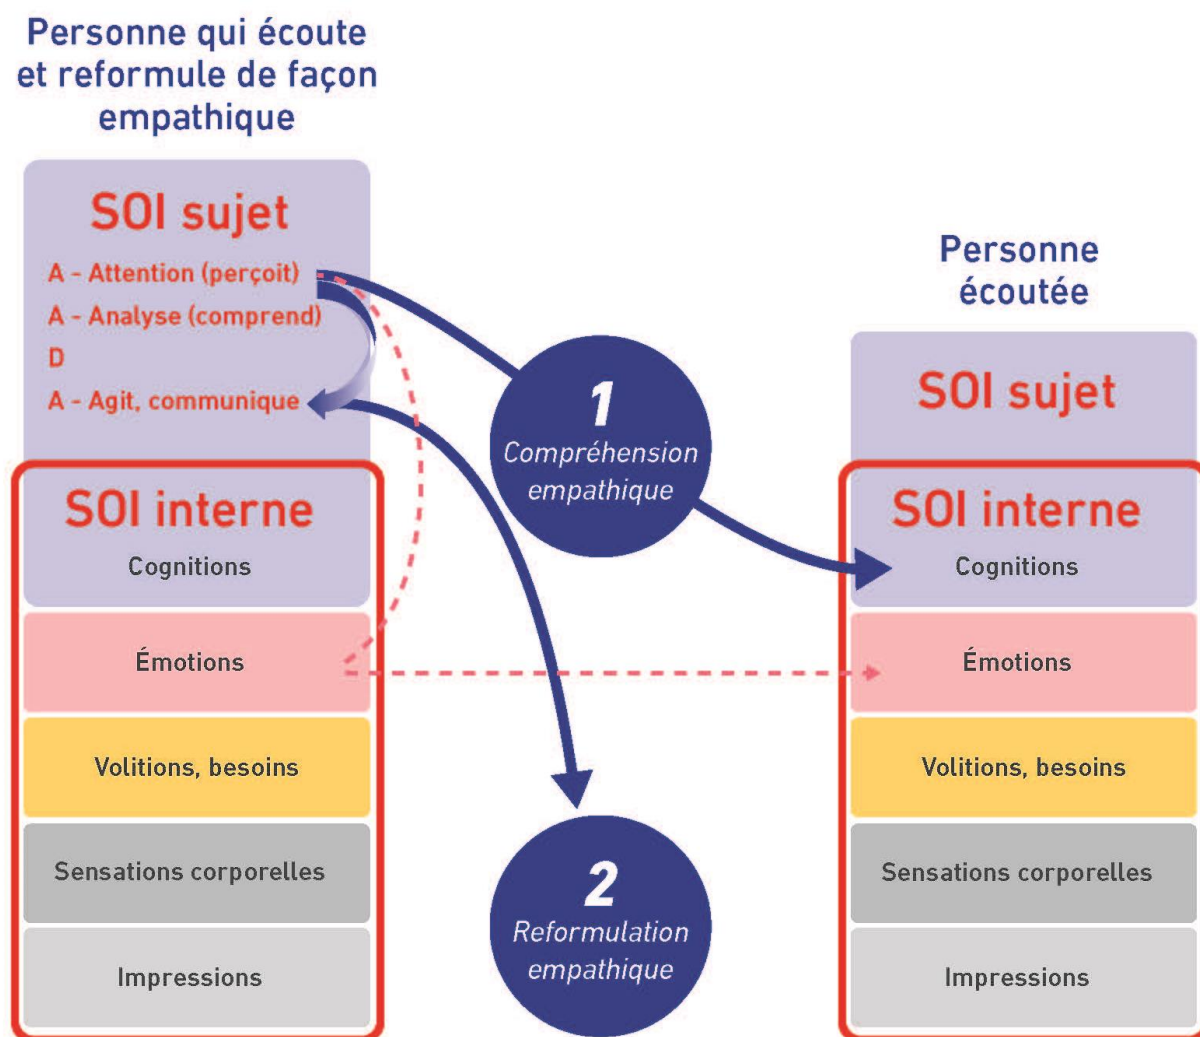 Personne qui écoute
et reformule de façon
empathique
SOI sujet
A - Attention (perçoit)
A - Analyse (comprend)
D
A - Agit, communique
SOI interne
Cognitions
Émotions
Volitions, besoins
Sensations corporelles
Impressions
1
Compréhension
empathique
2
Reformulation
empathique
Personne
écoutée
SOI sujet
SOI interne
Cognitions
Émotions
Volitions, besoins
Sensations corporelles
Impressions